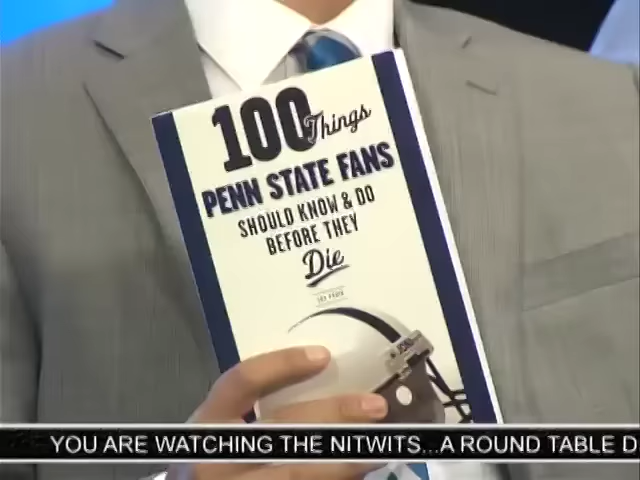 100 Things
PENN STATE FANS
SHOULD KNOW & DO
BEFORE THEY
Die
YOU ARE WATCHING THE NITWITS...A ROUND TABLE D